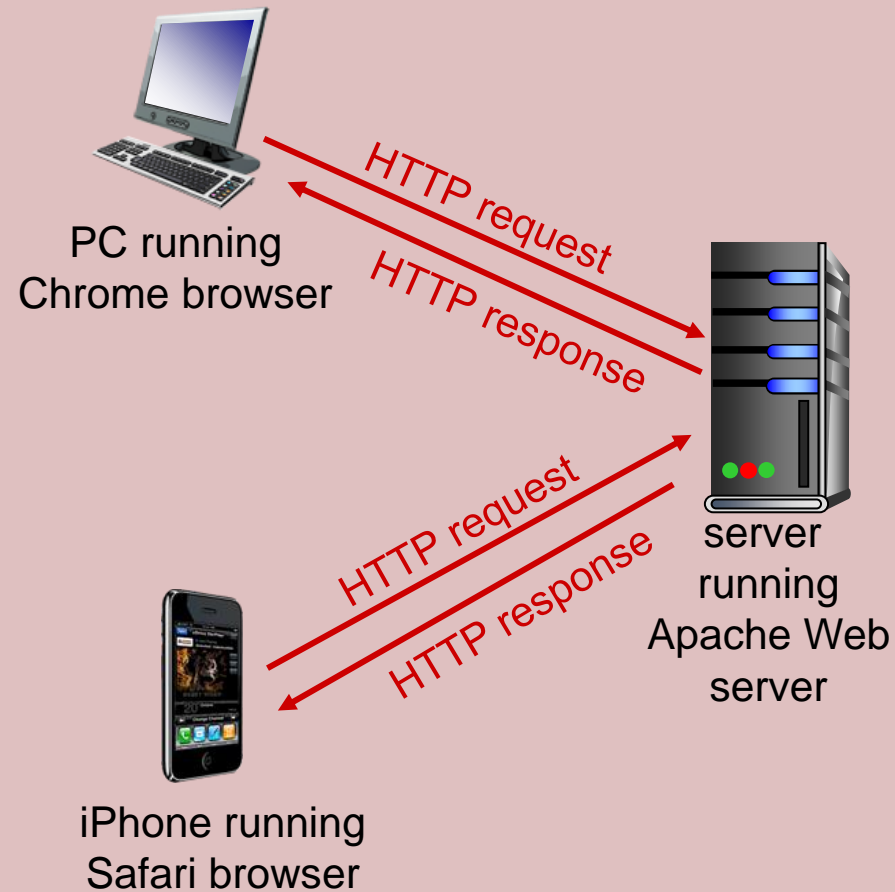 HTTP request
HTTP response
PC running
Chrome browser
HTTP request
HTTP response
server
running
Apache Web
server
iPhone running
Safari browser